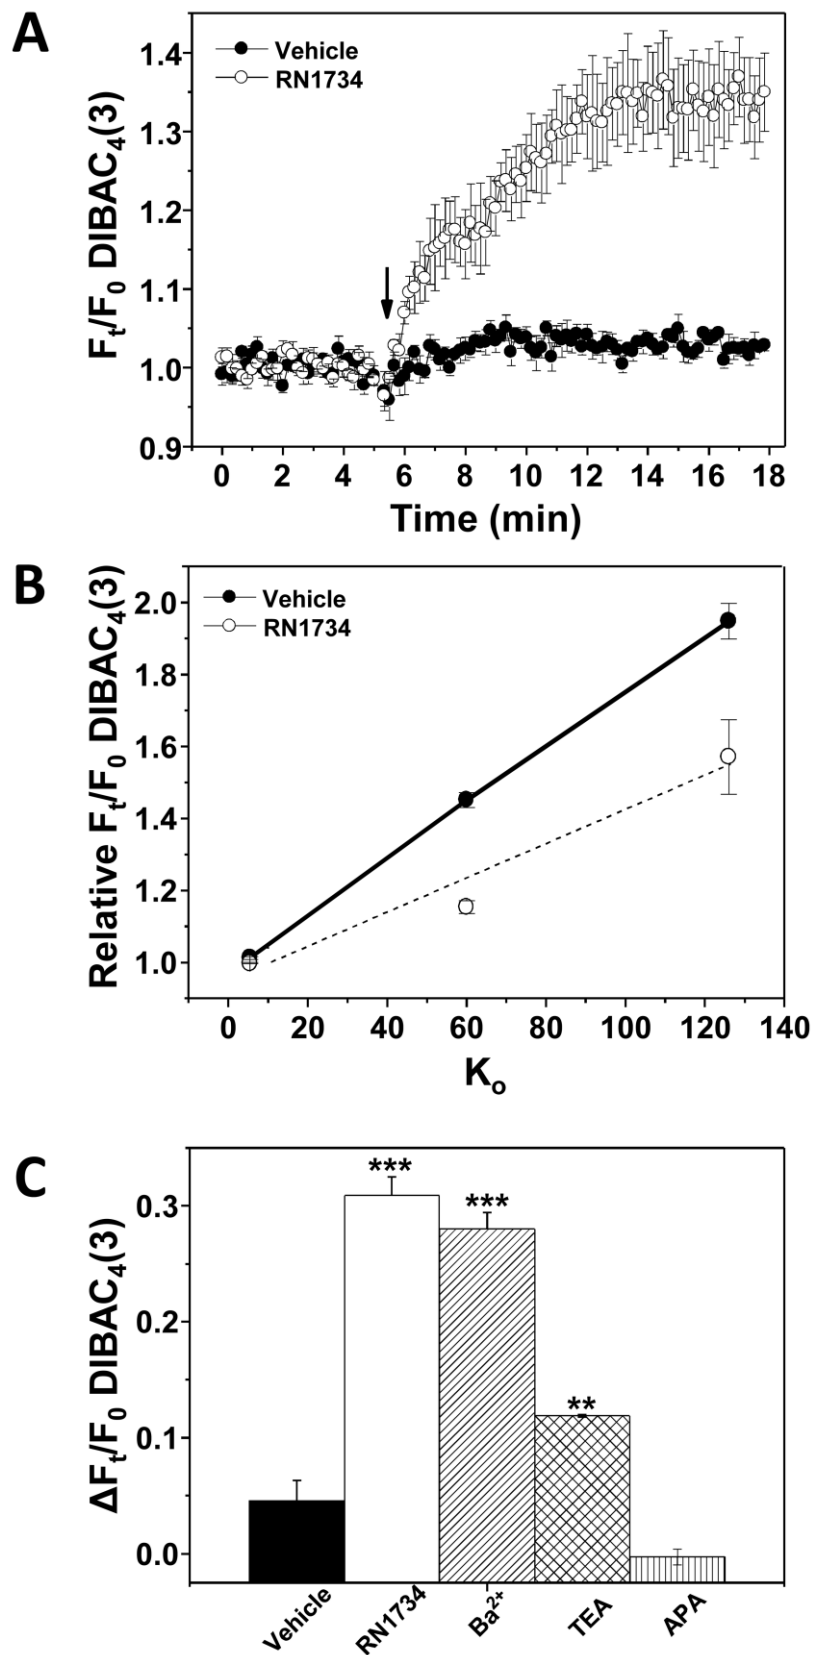 A
Vehicle
RN1734
Fₜ/F₀ DIBAC₄(3)
1.4
1.3
1.2
1.1
1.0
0.9
0 2 4 6 8 10 12 14 16 18
Time (min)
B
Vehicle
RN1734
Relative Fₜ/F₀ DIBAC₄(3)
2.0
1.8
1.6
1.4
1.2
1.0
0 20 40 60 80 100 120 140
Kₒ
C
ΔFₜ/F₀ DIBAC₄(3)
0.3
0.2
0.1
0.0
***
***
**
Vehicle RN1734 Ba²⁺ TEA APA